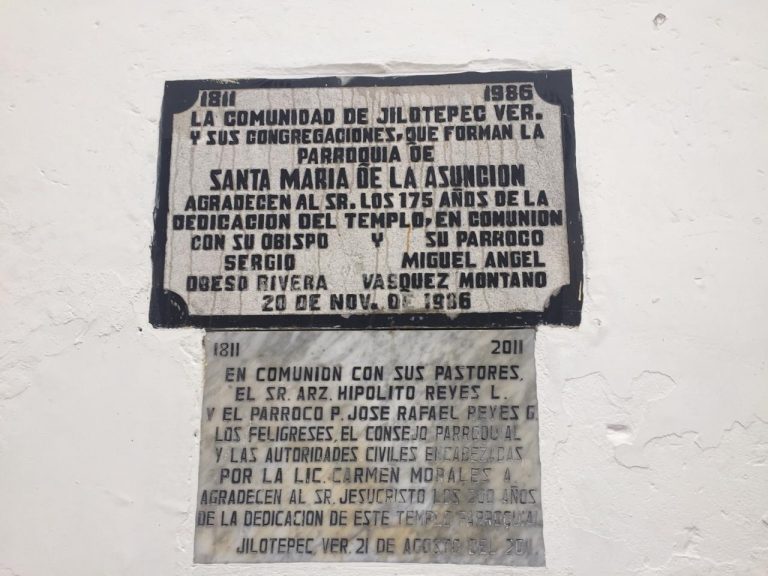 1811 1986
LA COMUNIDAD DE JILOTEPEC VER.
Y SUS CONGREGACIONES, QUE FORMAN LA
PARROQUIA DE
SANTA MARIA DE LA ASUNCION
AGRADECEN AL SR. LOS 175 AÑOS DE LA
DEDICACION DEL TEMPLO, EN COMUNION
CON SU OBISPO Y SU PARROCO
SERGIO MIGUEL ANGEL
OBESO RIVERA VASQUEZ MONTANO
20 DE NOV. DE 1986
1811 2011
EN COMUNION CON SUS PASTORES,
EL SR. ARZ. HIPOLITO REYES L.
Y EL PARROCO P. JOSE RAFAEL REYES G.
LOS FELIGRESES, EL CONSEJO PARROQUIAL
Y LAS AUTORIDADES CIVILES ENCABEZADAS
POR LA LIC. CARMEN MORALES A.
AGRADECEN AL SR. JESUCRISTO LOS 200 AÑOS
DE LA DEDICACION DE ESTE TEMPLO PARROQUIAL
JILOTEPEC VER. 21 DE AGOSTO DEL 2011